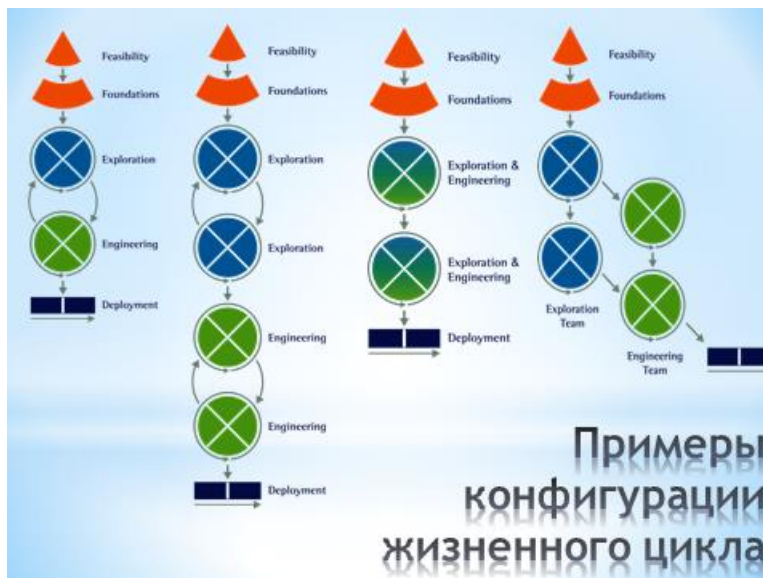 Feasibility
Foundations
Exploration
Engineering
Deployment
Feasibility
Foundations
Exploration
Exploration
Engineering
Engineering
Deployment
Feasibility
Foundations
Exploration &
Engineering
Exploration &
Engineering
Deployment
Feasibility
Foundations
Exploration
Team
Engineering
Team
Примеры
конфигурации
жизненного цикла